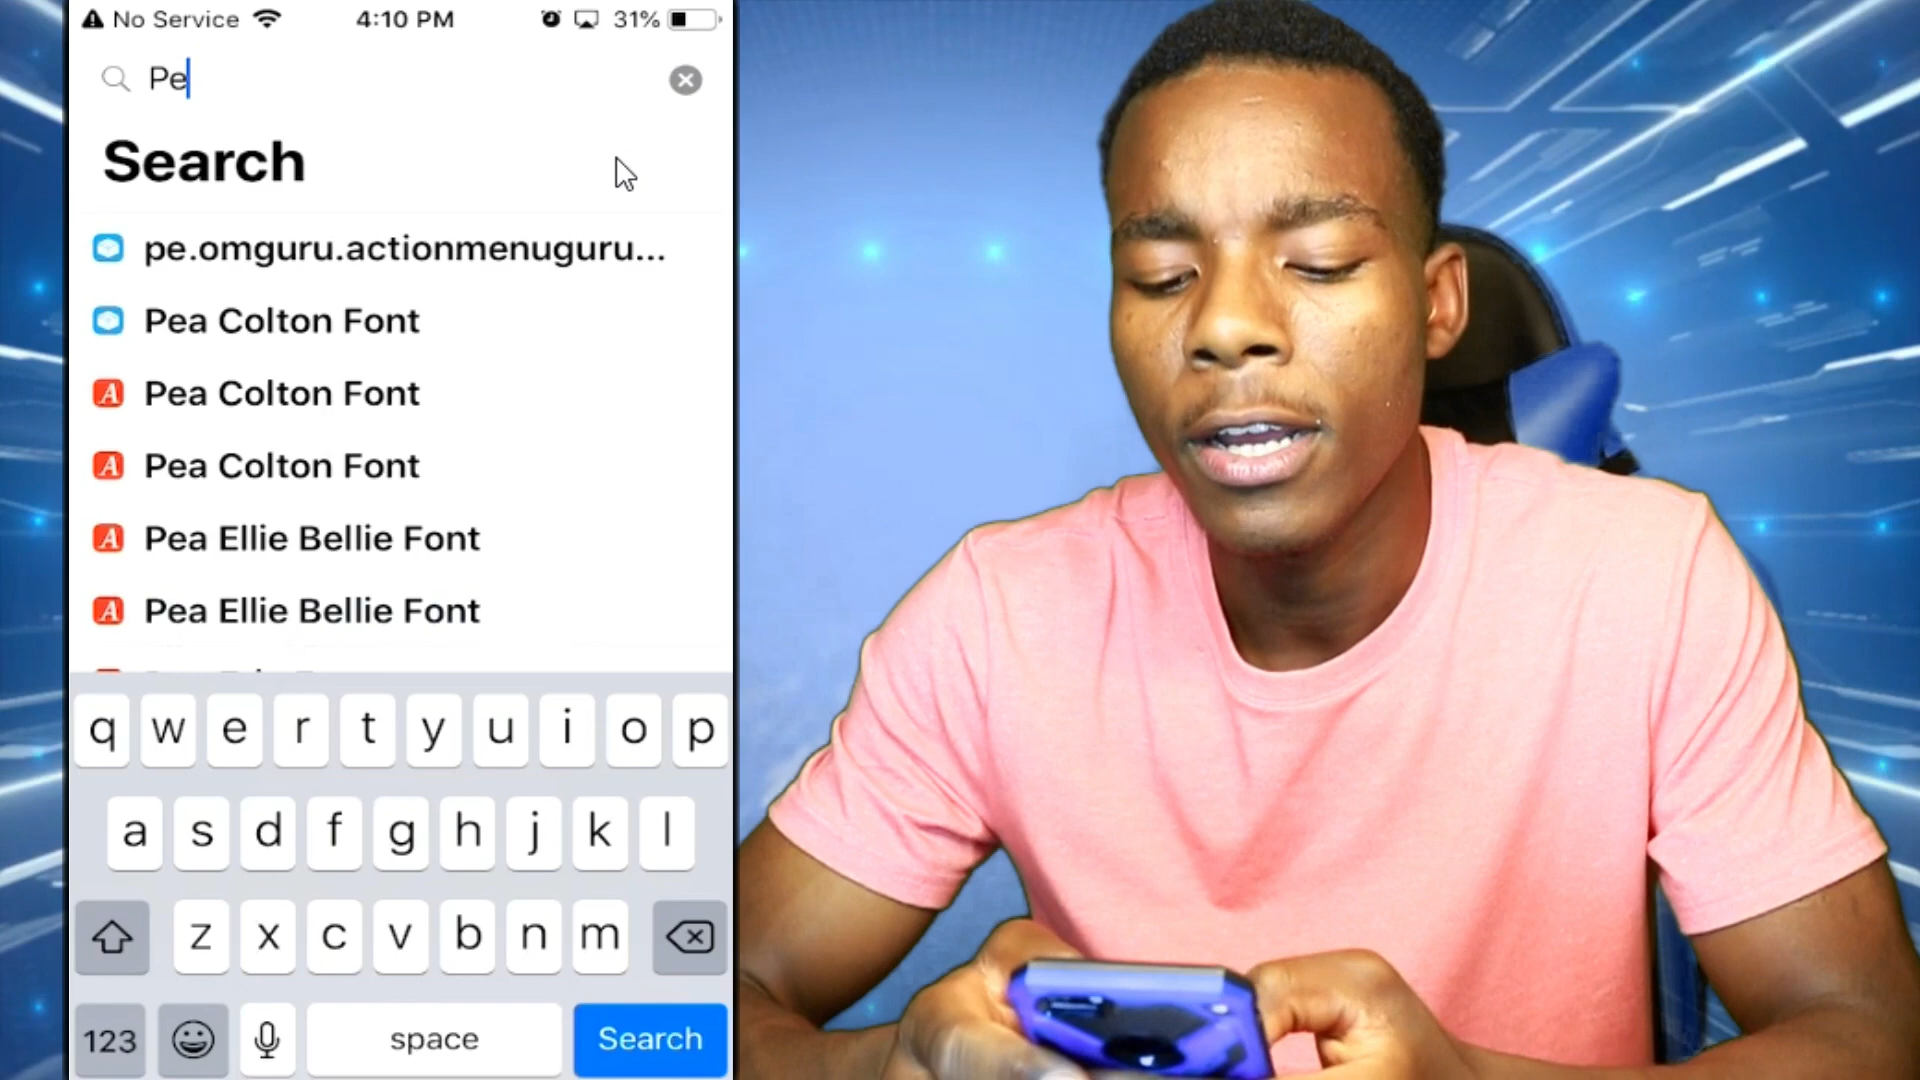 No Service 4:10 PM 31%
Pe
Search
pe.omguru.actionmenuguru...
Pea Colton Font
A Pea Colton Font
A Pea Colton Font
A Pea Ellie Bellie Font
A Pea Ellie Bellie Font
q w e r t y u i o p
a s d f g h j k l
z x c v b n m
123 space Search